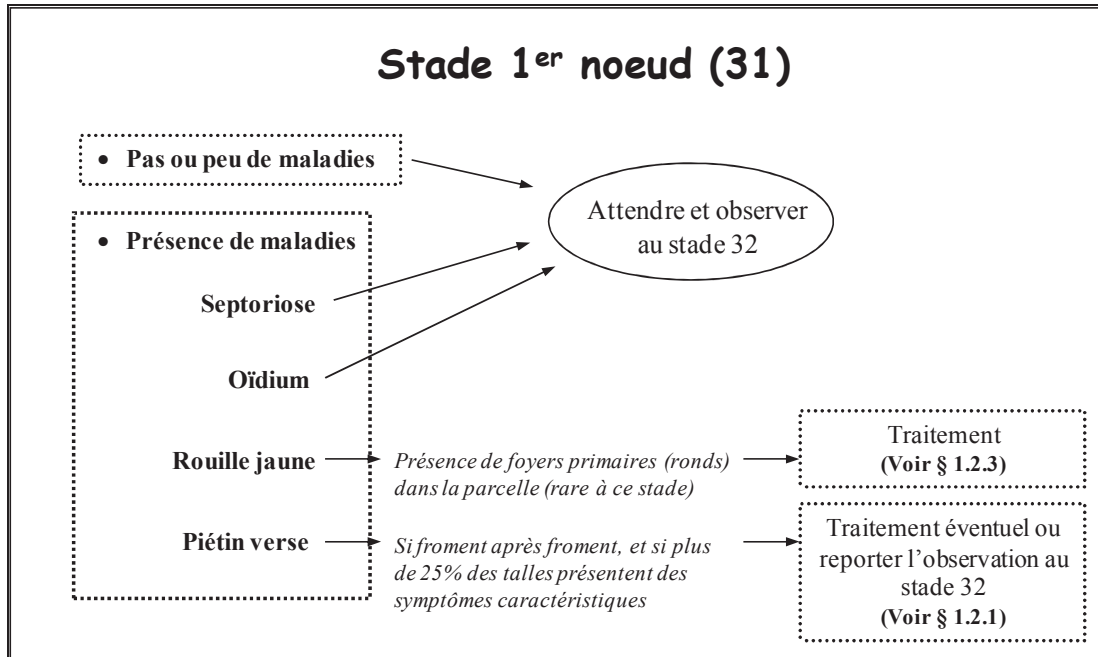 Stade 1er noeud (31)
• Pas ou peu de maladies
Attendre et observer
au stade 32
• Présence de maladies
Septoriose
Oïdium
Rouille jaune
Présence de foyers primaires (ronds)
dans la parcelle (rare à ce stade)
Traitement
(Voir § 1.2.3)
Piétin verse
Si froment après froment, et si plus
de 25% des talles présentent des
symptômes caractéristiques
Traitement éventuel ou
reporter l’observation au
stade 32
(Voir § 1.2.1)